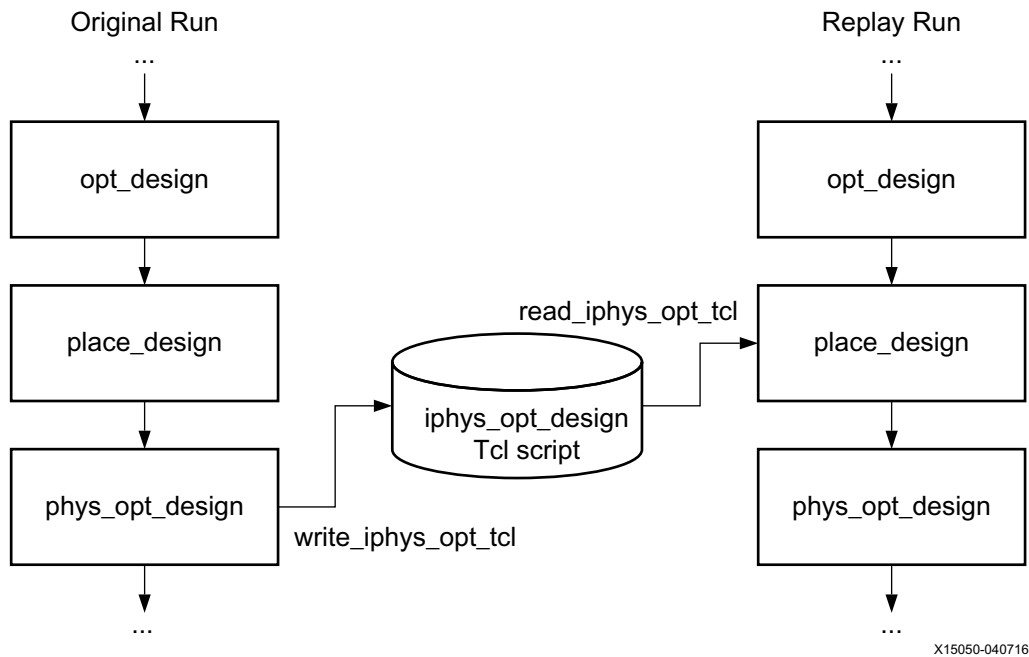 Original Run
...
opt_design
place_design
phys_opt_design
...
write_iphys_opt_tcl
iphys_opt_design
Tcl script
read_iphys_opt_tcl
Replay Run
...
opt_design
place_design
phys_opt_design
...
X15050-040716